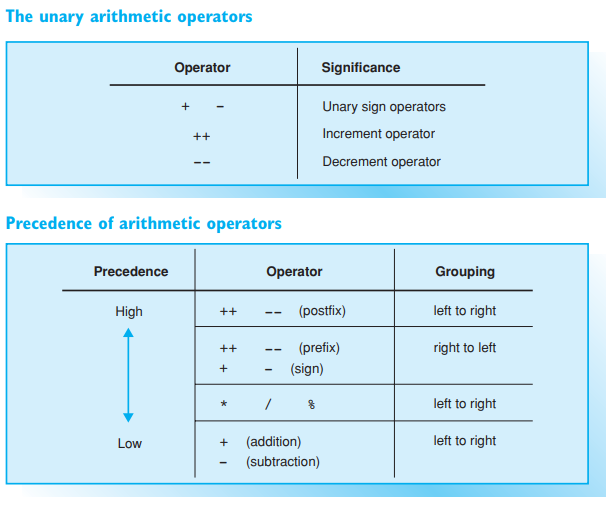 The unary arithmetic operators
Operator Significance
+ - Unary sign operators
++ Increment operator
-- Decrement operator
Precedence of arithmetic operators
Precedence Operator Grouping
High ++ -- (postfix) left to right
++ -- (prefix) right to left
+ - (sign)
* / % left to right
Low + (addition) left to right
- (subtraction)